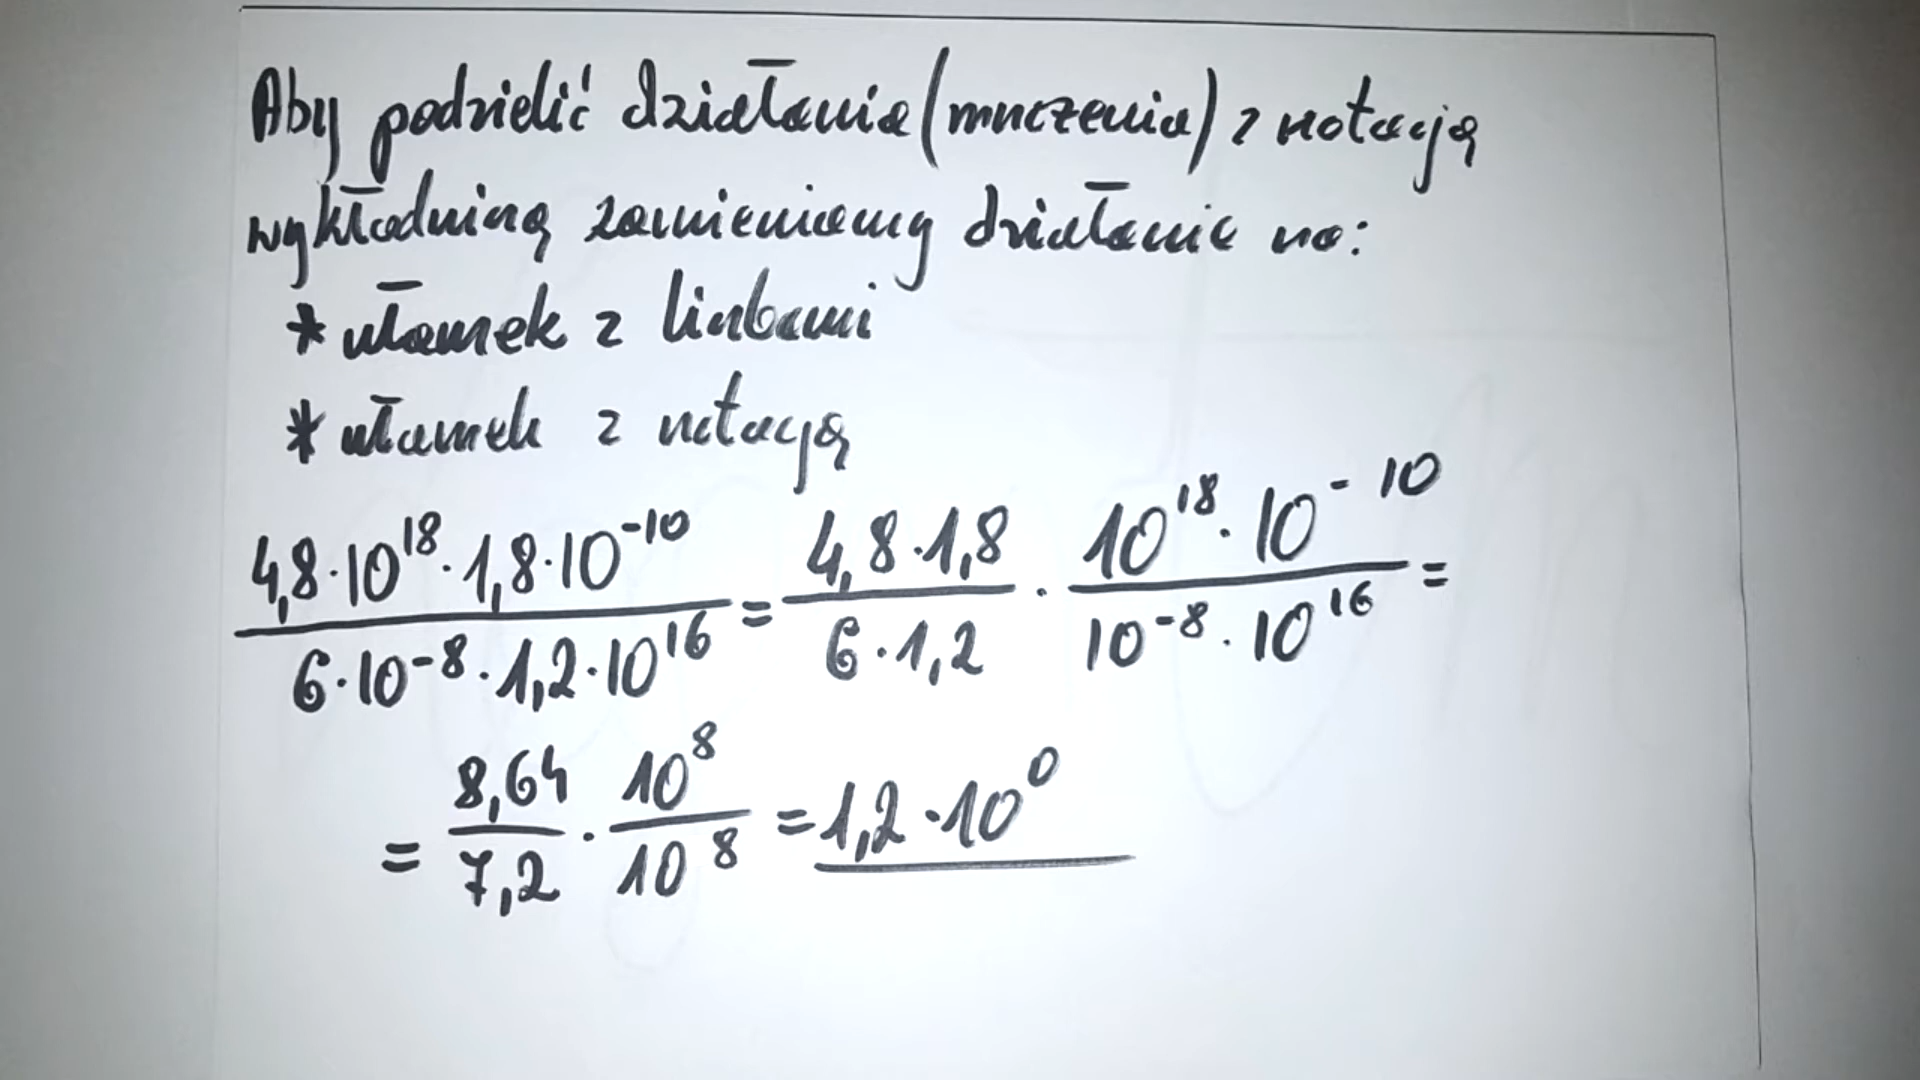 Aby podzielić działania (mnożenia) z notacją
wykładniczą zamieniamy działanie na:
* ułamek z liczbami
* ułamek z notacją
4,8·10¹⁸·1,8·10⁻¹⁰ / 6·10⁻⁸·1,2·10¹⁶ = 4,8·1,8 / 6·1,2 · 10¹⁸·10⁻¹⁰ / 10⁻⁸·10¹⁶ =
= 8,64 / 7,2 · 10⁸ / 10⁸ = 1,2·10⁰